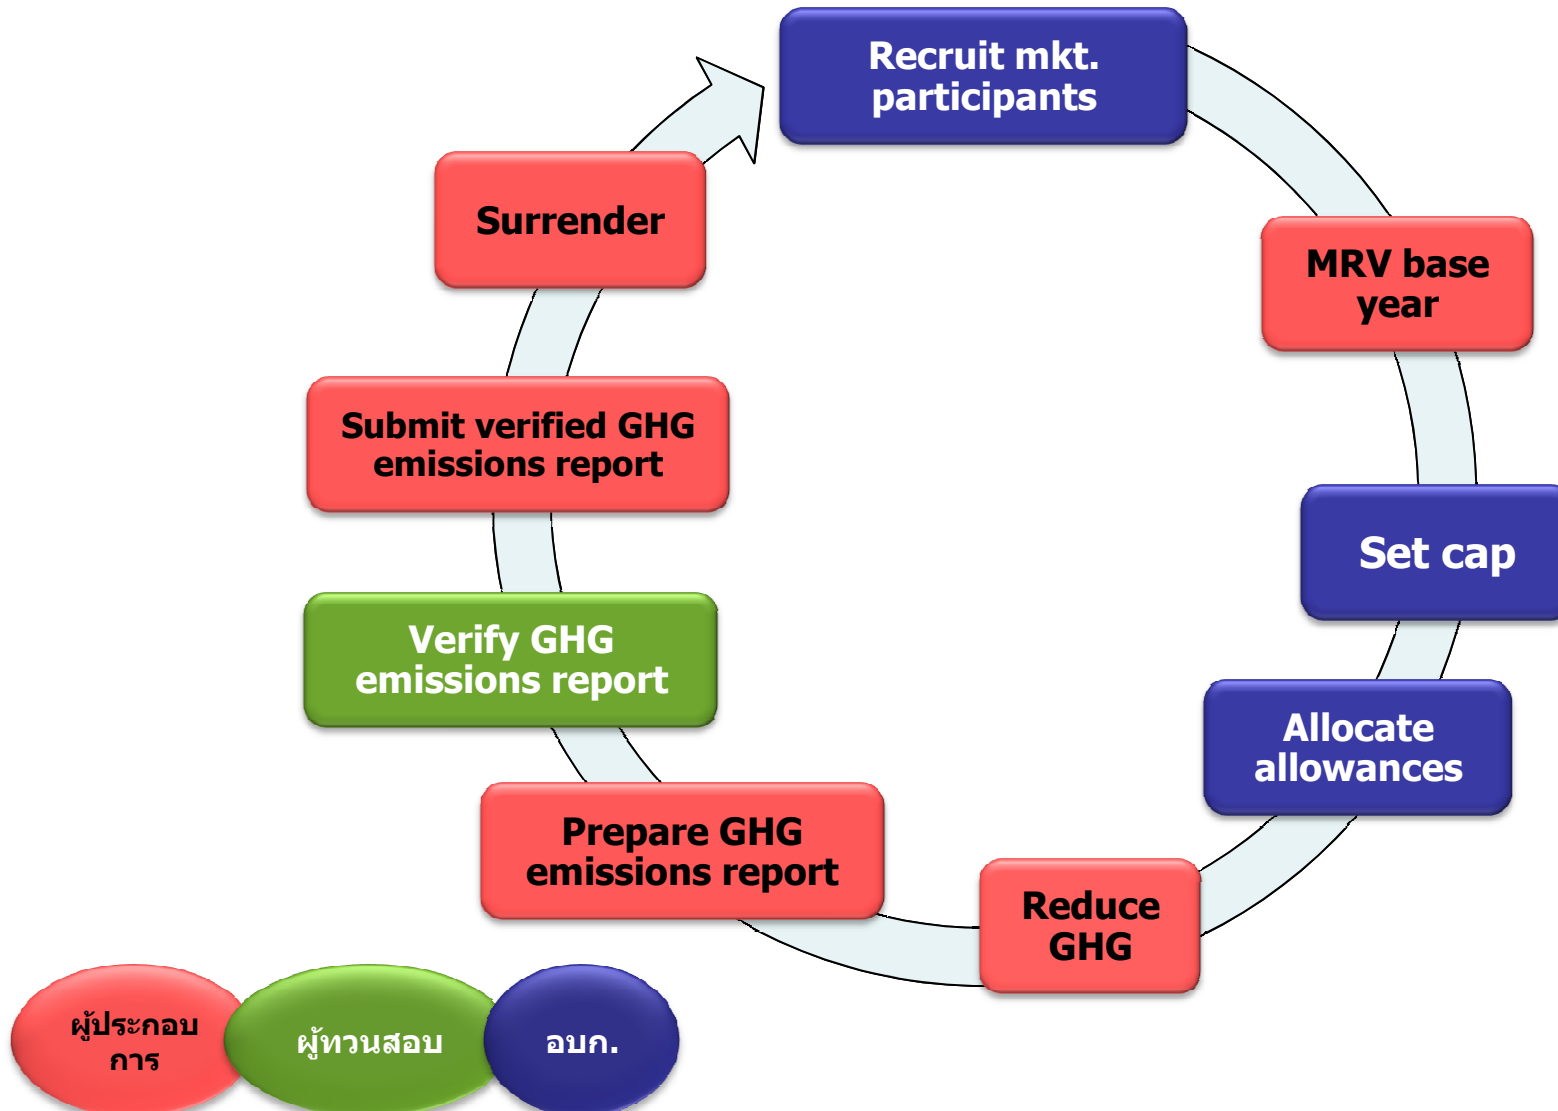 Recruit mkt.
participants
MRV base
year
Set cap
Allocate
allowances
Reduce
GHG
Prepare GHG
emissions report
Verify GHG
emissions report
Submit verified GHG
emissions report
Surrender
ผู้ประกอบ
การ
ผู้ทวนสอบ
อบก.